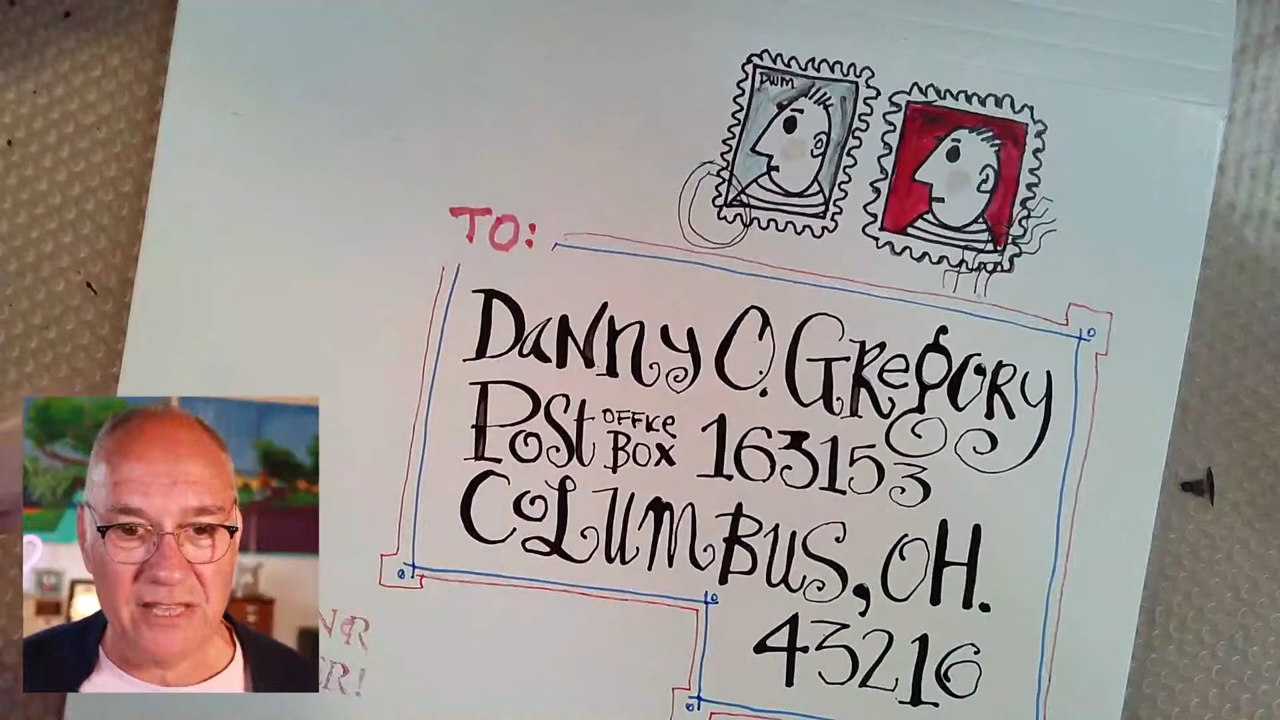 DWM
TO:
DaNNy C. GRegORY
POSt OFFICE BOX 163153
COLUMBUS, OH.
43216